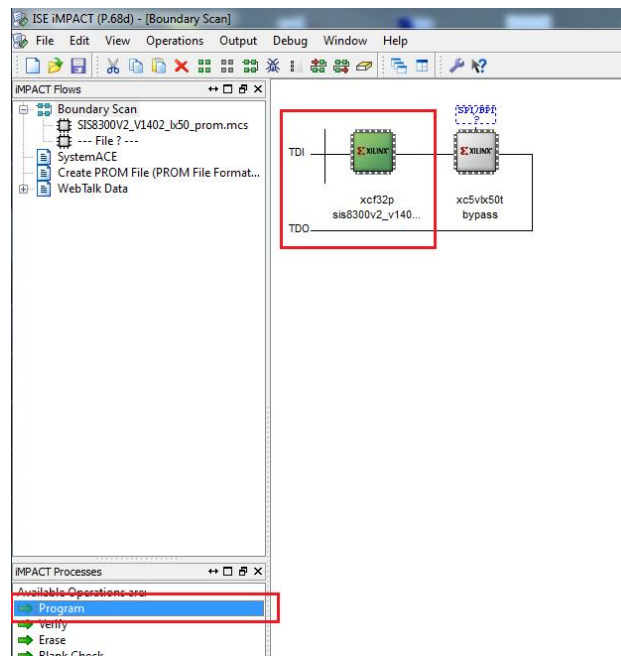 ISE iMPACT (P.68d) - [Boundary Scan]
File Edit View Operations Output Debug Window Help
iMPACT Flows
Boundary Scan
SIS8300V2_V1402_lx50_prom.mcs
--- File ? ---
SystemACE
Create PROM File (PROM File Format...
WebTalk Data
SPI/BPI
?
TDI
XILINX
XILINX
xcf32p
sis8300v2_v140...
xc5vlx50t
bypass
TDO
iMPACT Processes
Available Operations are:
Program
Verify
Erase
Blank Check